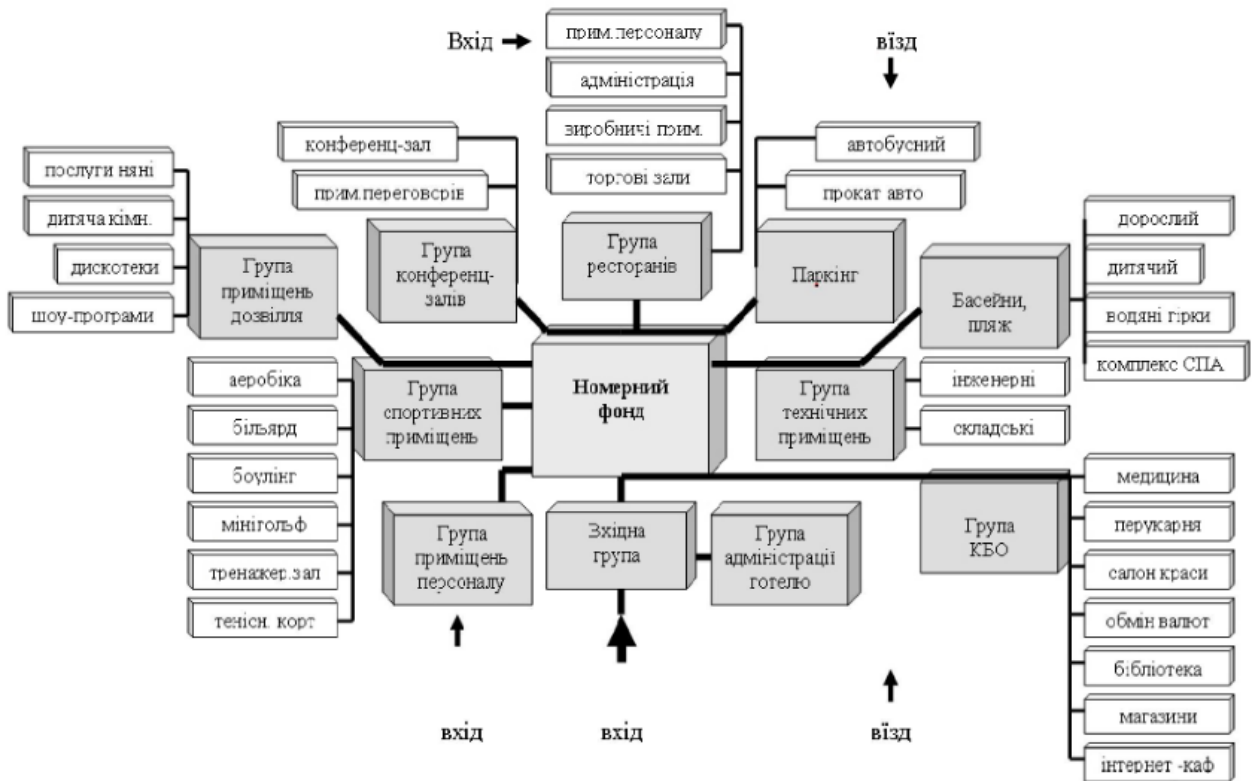 Вхід
прим.персоналу
адміністрація
виробничі прим.
торгові зали
вїзд
конференц-зал
прим.переговорів
автобусний
прокат авто
послуги няні
дитяча кімн.
дискотеки
шоу-програми
Група
приміщень
дозвілля
Група
конференц-
залів
Група
ресторанів
Паркінг
Басейни,
пляж
дорослий
дитячий
водяні гірки
комплекс СПА
аеробіка
більярд
боулінг
мінігольф
тренажер.зал
тенісн. корт
Група
спортивних
приміщень
Номерний
фонд
Група
технічних
приміщень
інженерні
складські
Група
приміщень
персоналу
Вхідна
група
Група
адміністрації
готелю
Група
КБО
медицина
перукарня
салон краси
обмін валют
бібліотека
магазини
інтернет -каф
вхід
вхід
вїзд